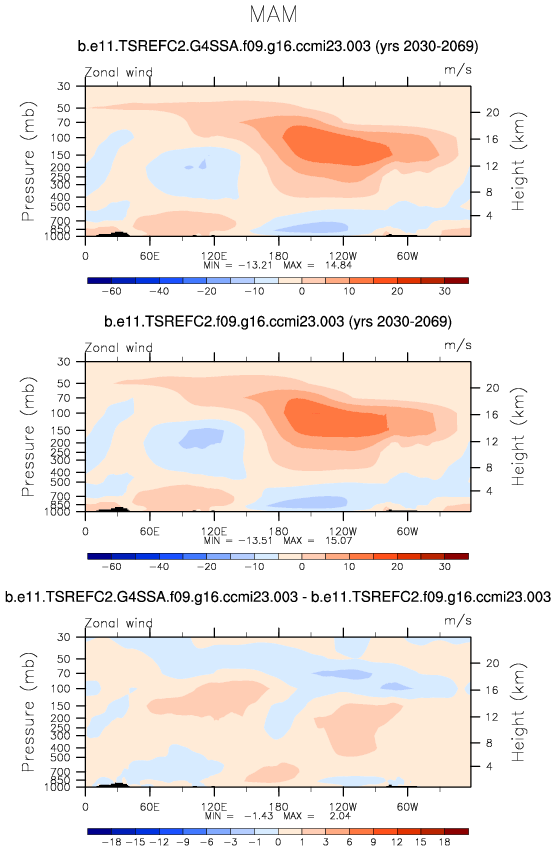 MAM
b.e11.TSREFC2.G4SSA.f09.g16.ccmi23.003 (yrs 2030-2069)
Zonal wind m/s
Pressure (mb)
30
50
70
100
150
200
250
300
400
500
700
850
1000
Height (km)
20
16
12
8
4
0 60E 120E 180 120W 60W
MIN = -13.21 MAX = 14.84
-60 -40 -20 -10 0 10 20 30
b.e11.TSREFC2.f09.g16.ccmi23.003 (yrs 2030-2069)
Zonal wind m/s
Pressure (mb)
30
50
70
100
150
200
250
300
400
500
700
850
1000
Height (km)
20
16
12
8
4
0 60E 120E 180 120W 60W
MIN = -13.51 MAX = 15.07
-60 -40 -20 -10 0 10 20 30
b.e11.TSREFC2.G4SSA.f09.g16.ccmi23.003 - b.e11.TSREFC2.f09.g16.ccmi23.003
Zonal wind m/s
Pressure (mb)
30
50
70
100
150
200
250
300
400
500
700
850
1000
Height (km)
20
16
12
8
4
0 60E 120E 180 120W 60W
MIN = -1.43 MAX = 2.04
-18 -15 -12 -9 -6 -3 -1 0 1 3 6 9 12 15 18